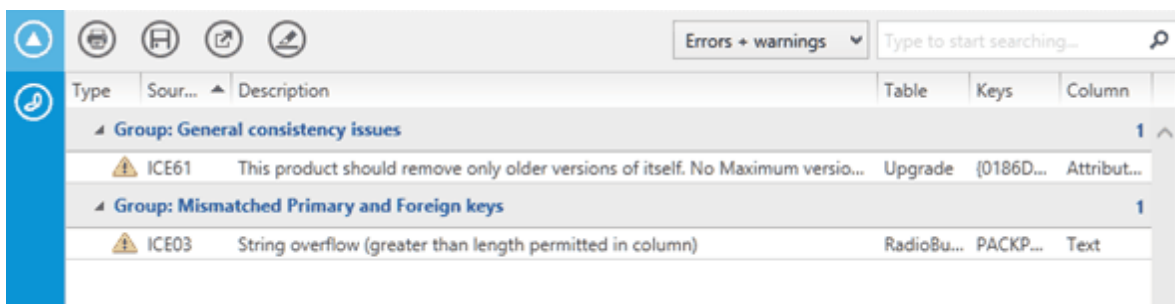 Errors + warnings Type to start searching...
Type Sour... Description Table Keys Column
Group: General consistency issues 1
ICE61 This product should remove only older versions of itself. No Maximum versio... Upgrade {0186D... Attribut...
Group: Mismatched Primary and Foreign keys 1
ICE03 String overflow (greater than length permitted in column) RadioBu... PACKP... Text